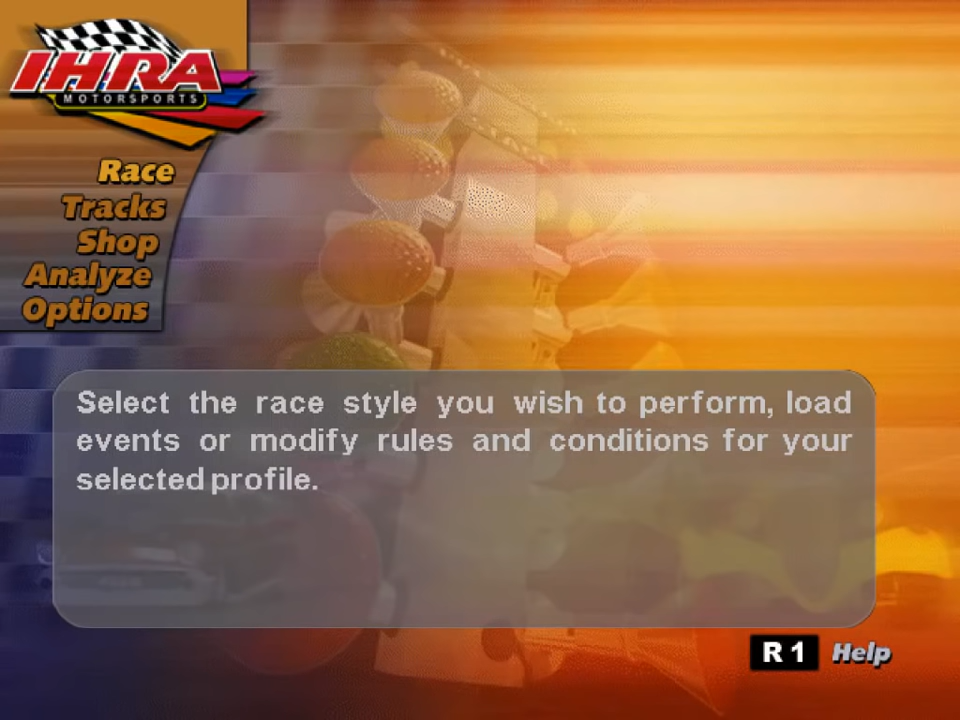 IHRA
MOTORSPORTS
Race
Tracks
Shop
Analyze
Options
Select the race style you wish to perform, load
events or modify rules and conditions for your
selected profile.
R1 Help